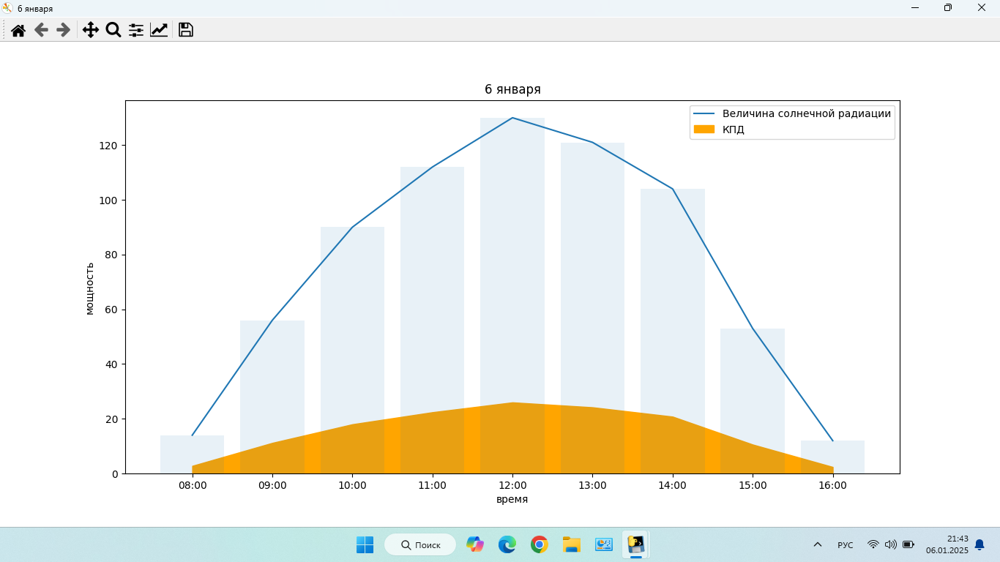 6 января
6 января
Величина солнечной радиации
КПД
120
100
80
60
40
20
0
мощность
08:00 09:00 10:00 11:00 12:00 13:00 14:00 15:00 16:00
время
Поиск
РУС
21:43
06.01.2025